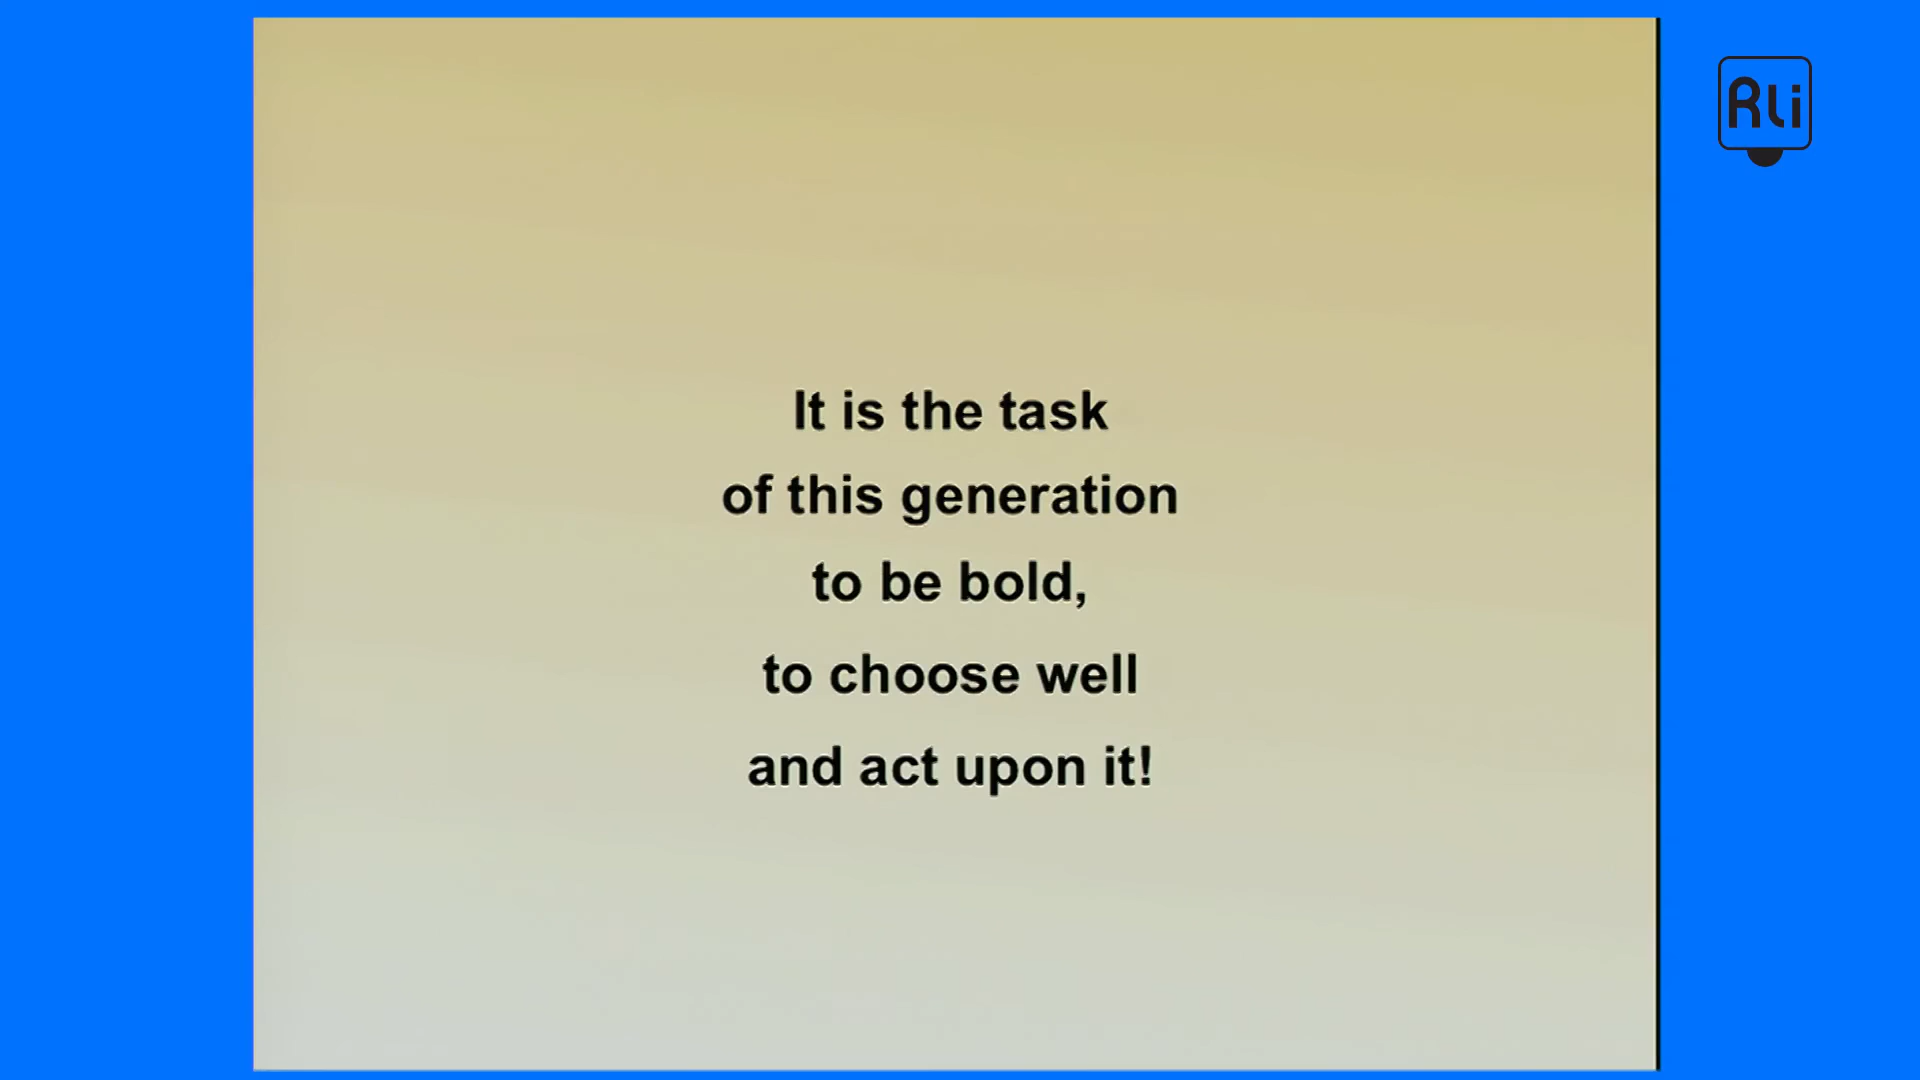 RLi
It is the task
of this generation
to be bold,
to choose well
and act upon it!